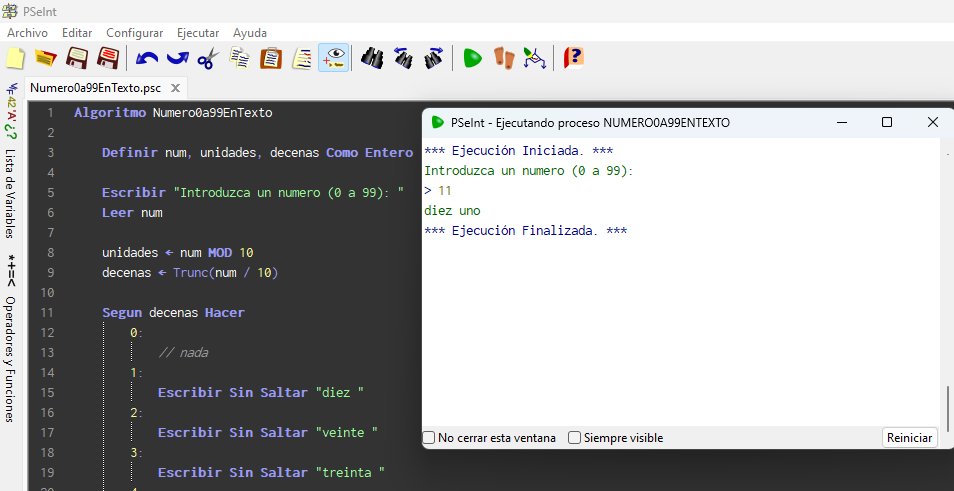 PSeInt
Archivo Editar Configurar Ejecutar Ayuda
Numero0a99EnTexto.psc
Lista de Variables
Operadores y Funciones
*+=<
1 Algoritmo Numero0a99EnTexto
2
3 Definir num, unidades, decenas Como Entero
4
5 Escribir "Introduzca un numero (0 a 99): "
6 Leer num
7
8 unidades ← num MOD 10
9 decenas ← Trunc(num / 10)
10
11 Segun decenas Hacer
12 0:
13 // nada
14 1:
15 Escribir Sin Saltar "diez "
16 2:
17 Escribir Sin Saltar "veinte "
18 3:
19 Escribir Sin Saltar "treinta "
PSeInt - Ejecutando proceso NUMERO0A99ENTEXTO
*** Ejecución Iniciada. ***
Introduzca un numero (0 a 99):
> 11
diez uno
*** Ejecución Finalizada. ***
No cerrar esta ventana
Siempre visible
Reiniciar